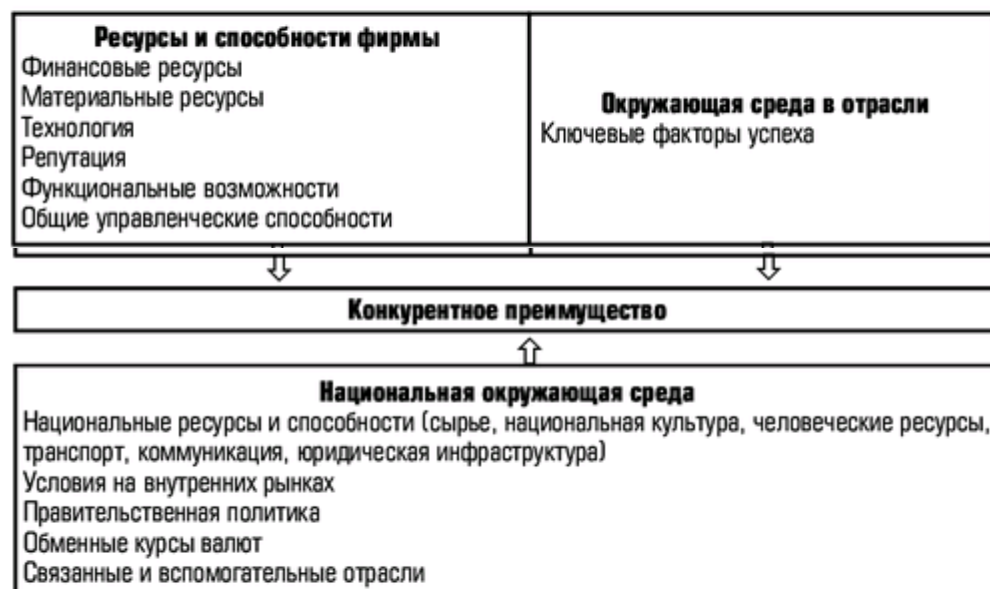 Ресурсы и способности фирмы
Финансовые ресурсы
Материальные ресурсы
Технология
Репутация
Функциональные возможности
Общие управленческие способности
Окружающая среда в отрасли
Ключевые факторы успеха
Конкурентное преимущество
Национальная окружающая среда
Национальные ресурсы и способности (сырье, национальная культура, человеческие ресурсы,
транспорт, коммуникация, юридическая инфраструктура)
Условия на внутренних рынках
Правительственная политика
Обменные курсы валют
Связанные и вспомогательные отрасли